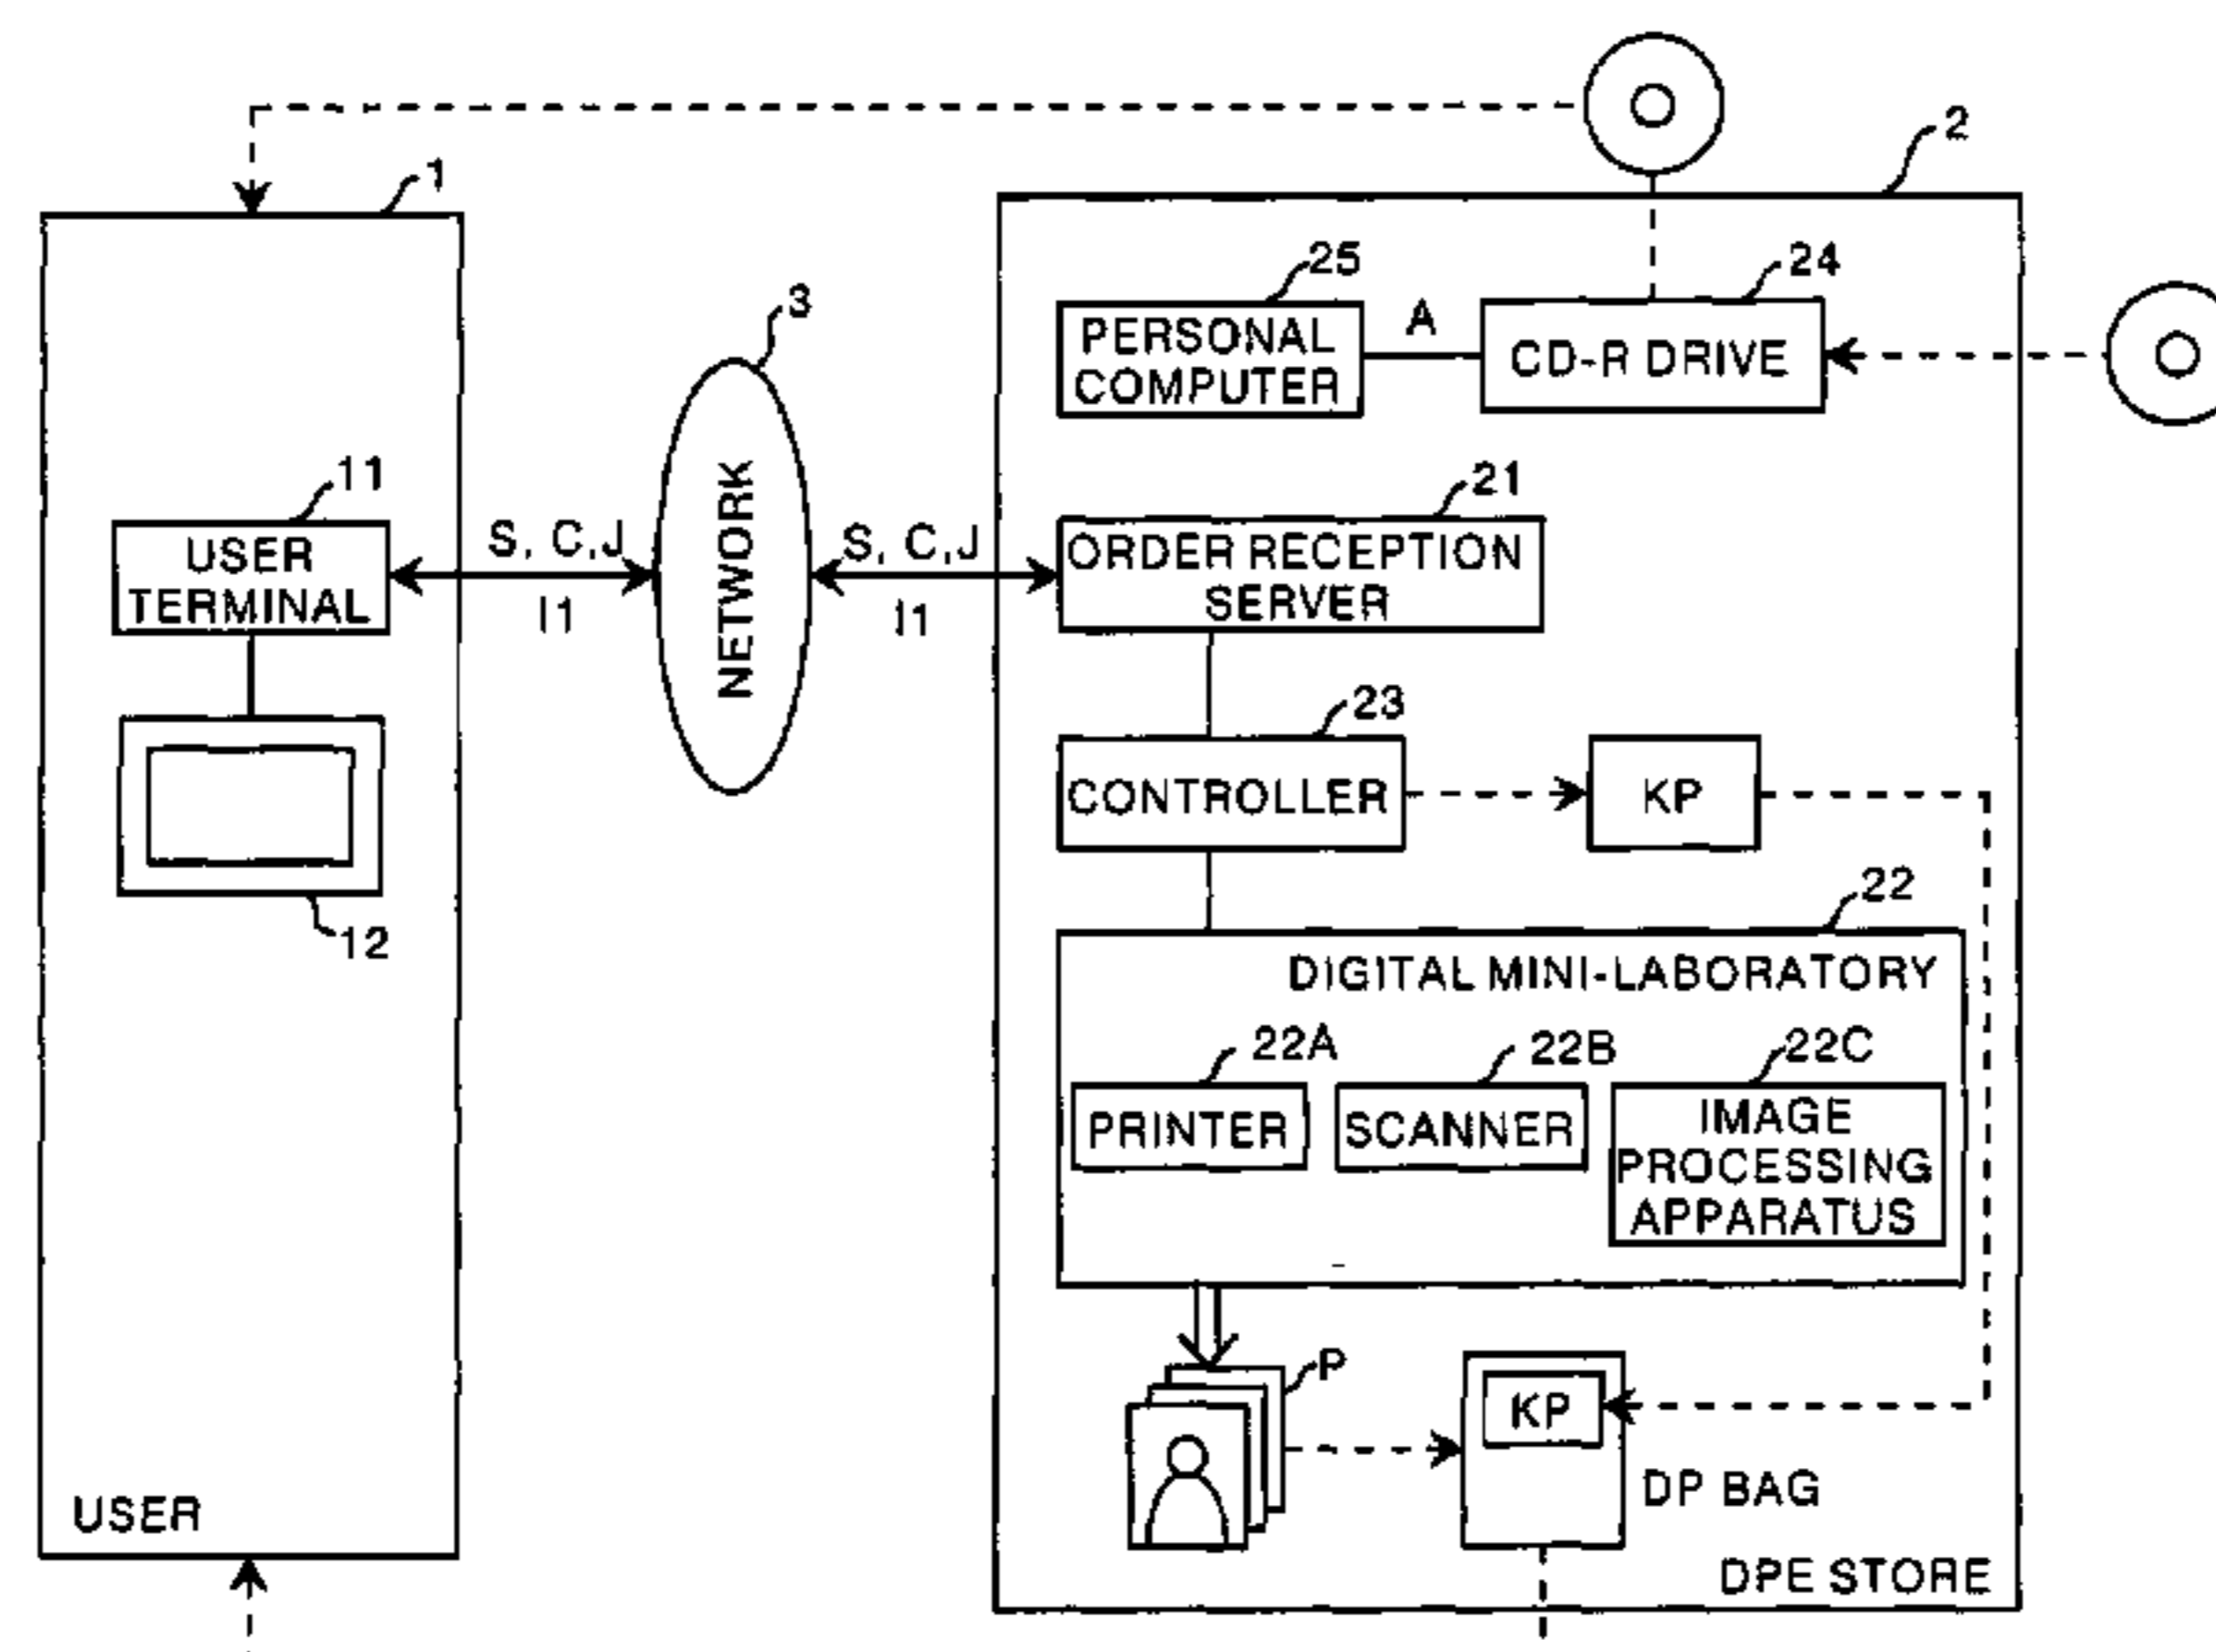 2
1
25
24
3
A
PERSONAL
COMPUTER
CD-R DRIVE
11
21
S, C,J
S, C,J
USER
TERMINAL
NETWORK
ORDER RECEPTION
SERVER
I1
I1
23
CONTROLLER
KP
12
22
DIGITAL MINI-LABORATORY
22A
22B
22C
PRINTER
SCANNER
IMAGE
PROCESSING
APPARATUS
P
KP
DP BAG
USER
DPE STORE